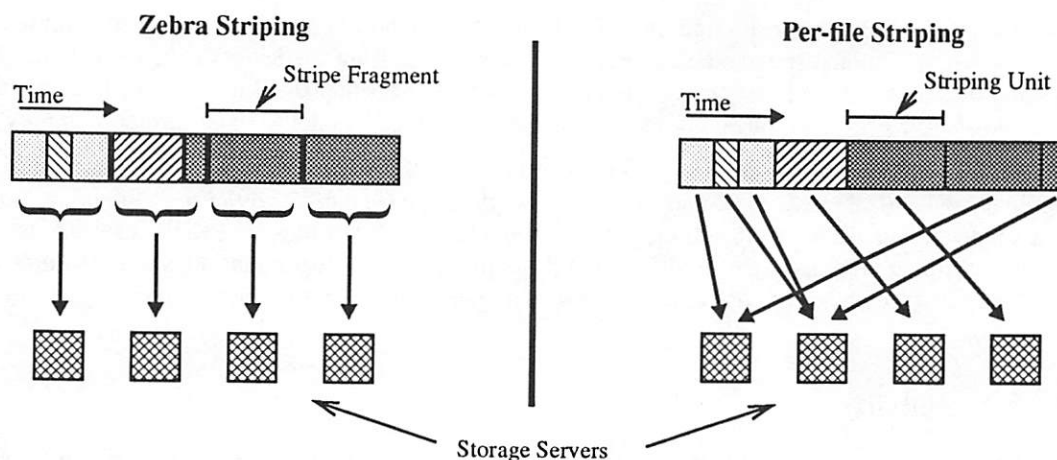 Zebra Striping
Stripe Fragment
Time
Per-file Striping
Striping Unit
Time
Storage Servers